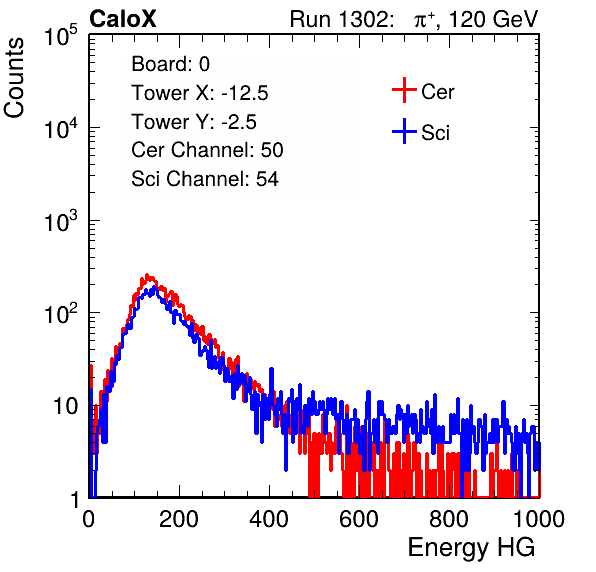 CaloX Run 1302: π⁺, 120 GeV
Counts
10⁵
10⁴
10³
10²
10
1
Board: 0
Tower X: -12.5
Tower Y: -2.5
Cer Channel: 50
Sci Channel: 54
Cer
Sci
0 200 400 600 800 1000
Energy HG